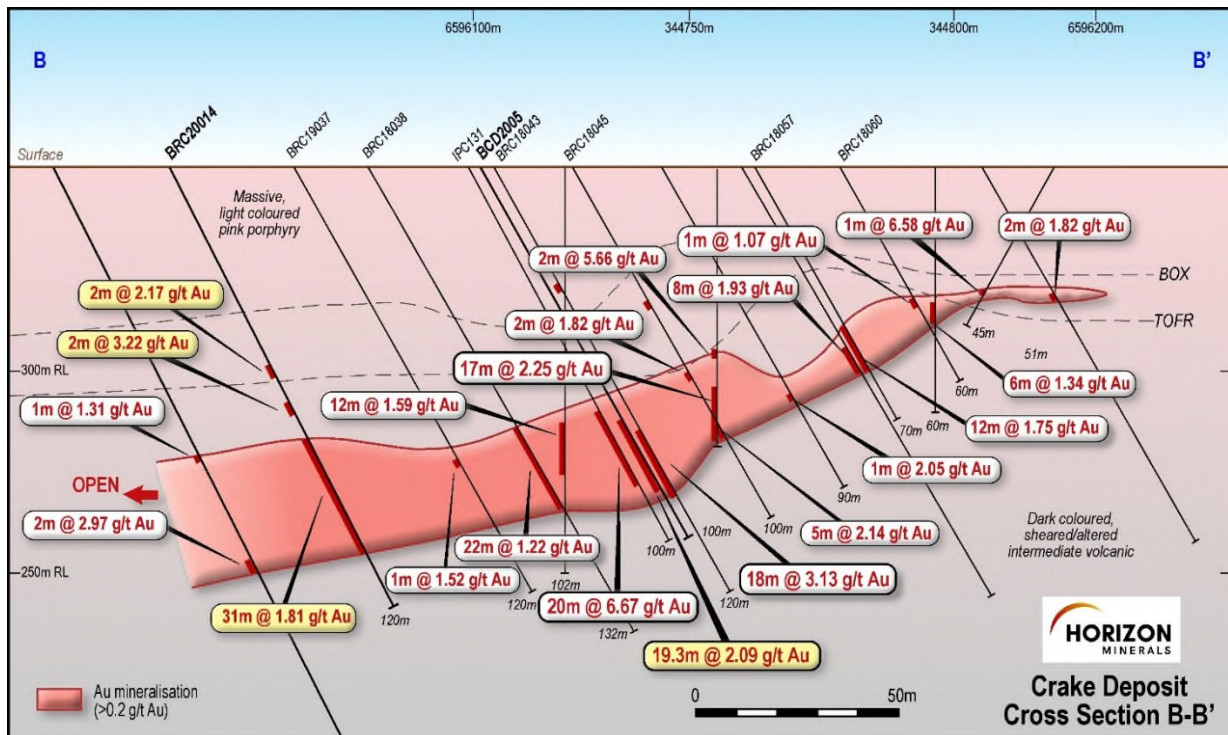 6596100m
344750m
344800m
6596200m
B
B'
BRC20014
BRC19037
BRC18038
IPC131
BCD2005
BRC18043
BRC18045
BRC18057
BRC18060
Surface
Massive,
light coloured
pink porphyry
1m @ 6.58 g/t Au
2m @ 1.82 g/t Au
1m @ 1.07 g/t Au
2m @ 5.66 g/t Au
BOX
8m @ 1.93 g/t Au
2m @ 2.17 g/t Au
2m @ 1.82 g/t Au
TOFR
45m
2m @ 3.22 g/t Au
51m
300m RL
17m @ 2.25 g/t Au
60m
6m @ 1.34 g/t Au
1m @ 1.31 g/t Au
12m @ 1.59 g/t Au
70m
60m
12m @ 1.75 g/t Au
1m @ 2.05 g/t Au
OPEN
90m
2m @ 2.97 g/t Au
100m
100m
100m
5m @ 2.14 g/t Au
Dark coloured,
sheared/altered
intermediate volcanic
22m @ 1.22 g/t Au
250m RL
1m @ 1.52 g/t Au
102m
18m @ 3.13 g/t Au
120m
120m
20m @ 6.67 g/t Au
31m @ 1.81 g/t Au
120m
132m
19.3m @ 2.09 g/t Au
HORIZON
MINERALS
Au mineralisation
(>0.2 g/t Au)
0
50m
Crake Deposit
Cross Section B-B'